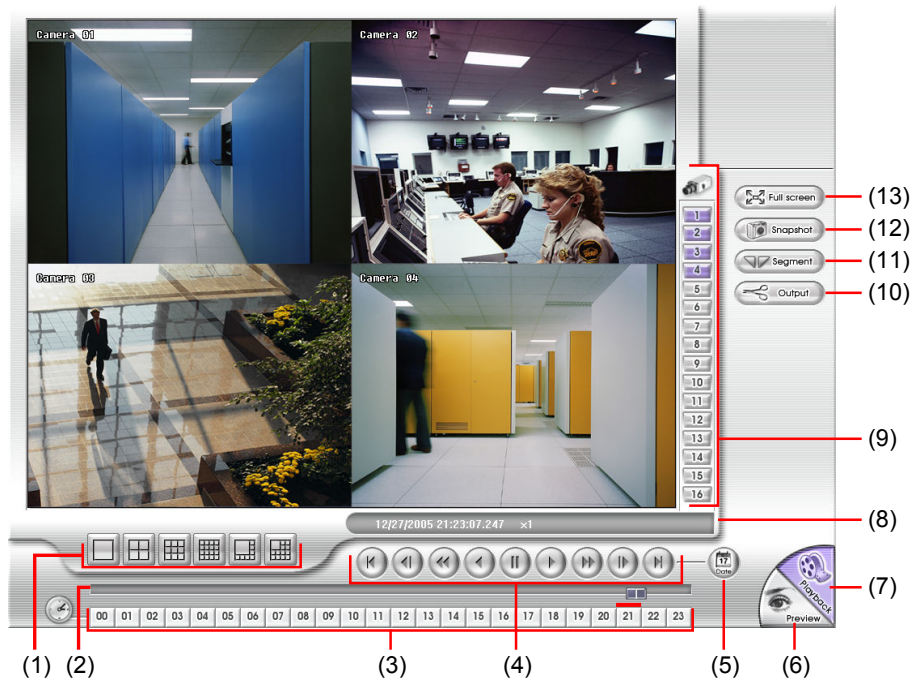 Camera 01
Camera 02
Camera 03
Camera 04
1
2
3
4
5
6
7
8
9
10
11
12
13
14
15
16
Full screen
(13)
Snapshot
(12)
Segment
(11)
Output
(10)
(9)
12/27/2005 21:23:07.247 x1
(8)
17
Date
Playback
(7)
Preview
00 01 02 03 04 05 06 07 08 09 10 11 12 13 14 15 16 17 18 19 20 21 22 23
(1) (2) (3) (4) (5) (6)